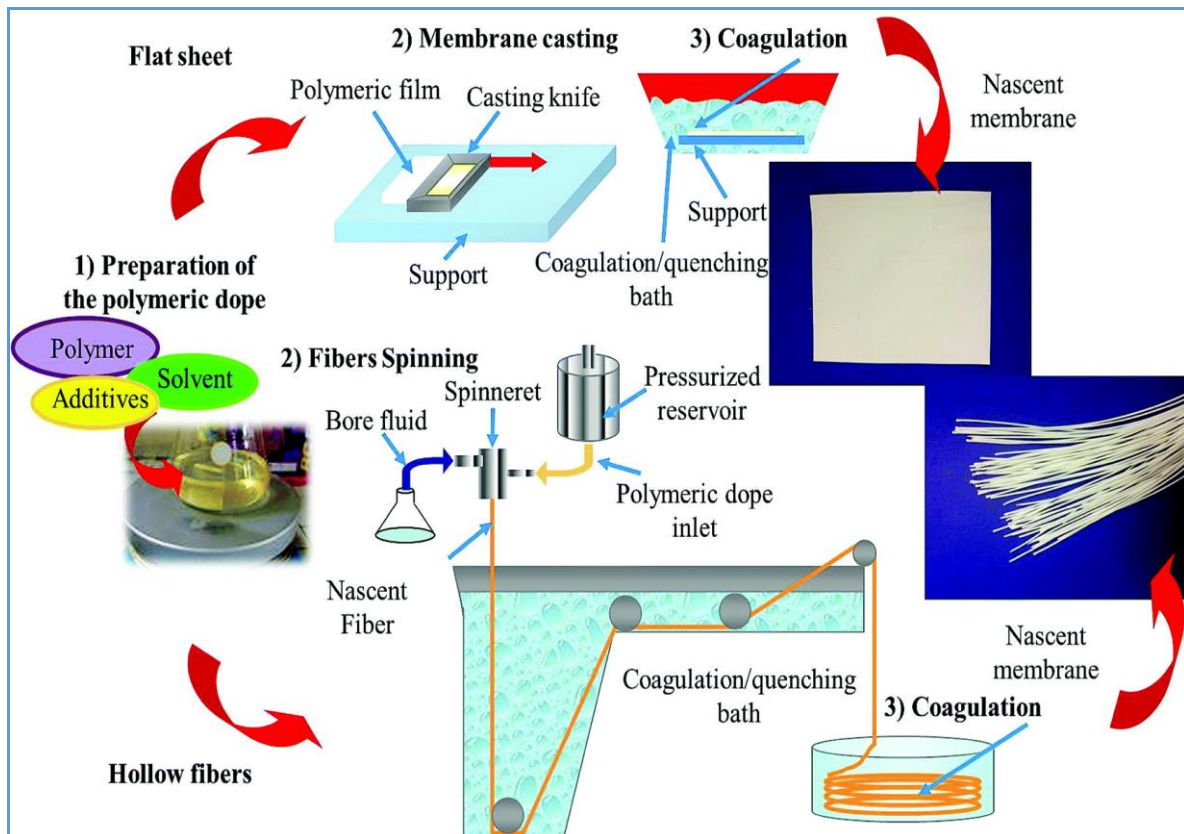 Flat sheet
2) Membrane casting
3) Coagulation
Polymeric film
Casting knife
Nascent
membrane
Support
Support
Coagulation/quenching
bath
1) Preparation of
the polymeric dope
Polymer
Solvent
Additives
2) Fibers Spinning
Spinneret
Pressurized
reservoir
Bore fluid
Polymeric dope
inlet
Nascent
Fiber
Coagulation/quenching
bath
Nascent
membrane
3) Coagulation
Hollow fibers